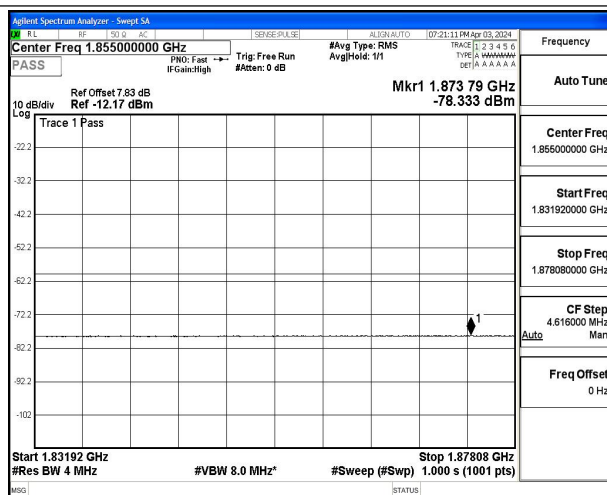 Agilent Spectrum Analyzer - Swept SA
RL RF 50 Ω AC SENSE:PULSE ALIGN AUTO 07:21:11 PM Apr 03, 2024
Center Freq 1.855000000 GHz
PASS
PNO: Fast
IFGain:High
Trig: Free Run
#Atten: 0 dB
#Avg Type: RMS
Avg|Hold: 1/1
TRACE 1 2 3 4 5 6
TYPE A WWWWW
DET A A A A A A
Ref Offset 7.83 dB
10 dB/div Ref -12.17 dBm
Log
Mkr1 1.873 79 GHz
-78.333 dBm
Trace 1 Pass
-22.2
-32.2
-42.2
-52.2
-62.2
-72.2
-82.2
-92.2
-102
1
Start 1.83192 GHz
Stop 1.87808 GHz
#Res BW 4 MHz #VBW 8.0 MHz* #Sweep (#Swp) 1.000 s (1001 pts)
MSG STATUS
Frequency
Auto Tune
Center Freq
1.855000000 GHz
Start Freq
1.831920000 GHz
Stop Freq
1.878080000 GHz
CF Step
4.616000 MHz
Auto Man
Freq Offset
0 Hz